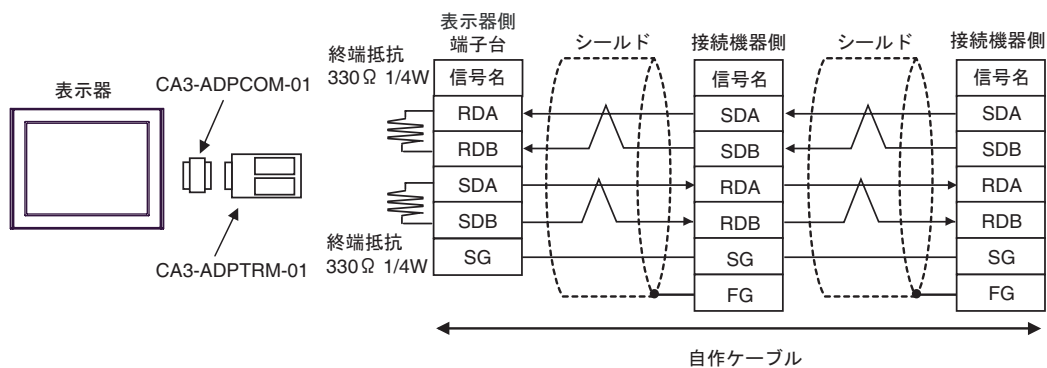 表示器
CA3-ADPCOM-01
CA3-ADPTRM-01
終端抵抗
330Ω 1/4W
終端抵抗
330Ω 1/4W
表示器側
端子台
信号名
RDA
RDB
SDA
SDB
SG
シールド
接続機器側
信号名
SDA
SDB
RDA
RDB
SG
FG
シールド
接続機器側
信号名
SDA
SDB
RDA
RDB
SG
FG
自作ケーブル